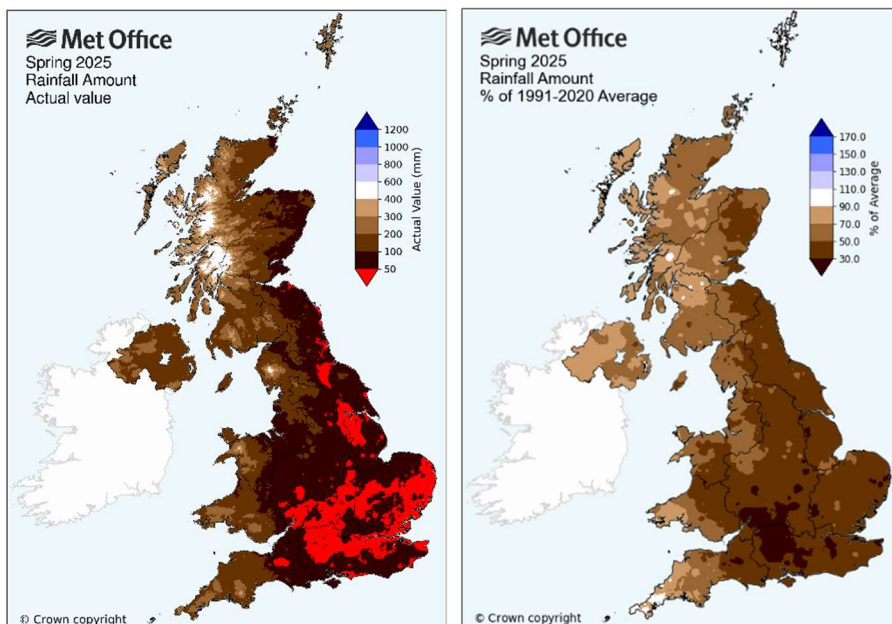 Met Office
Spring 2025
Rainfall Amount
Actual value
1200
1000
800
600
400
300
200
100
50
Actual Value (mm)
© Crown copyright
Met Office
Spring 2025
Rainfall Amount
% of 1991-2020 Average
170.0
150.0
130.0
110.0
90.0
70.0
50.0
30.0
% of Average
© Crown copyright